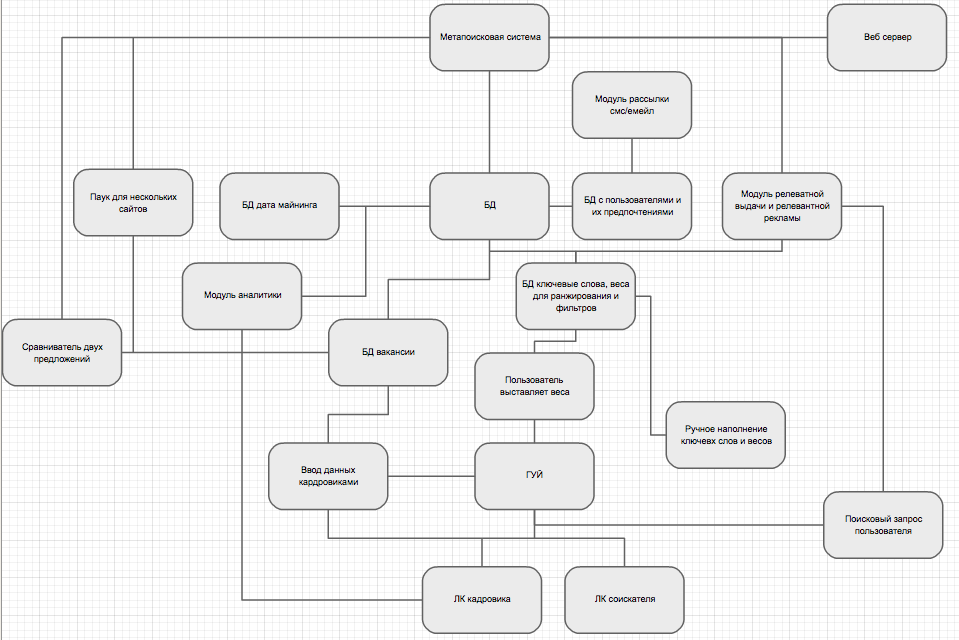 Метапоисковая система
Веб сервер
Модуль рассылки
смс/емейл
Паук для нескольких
сайтов
БД дата майнинга
БД
БД с пользователями и
их предпочтениями
Модуль релеватной
выдачи и релевантной
рекламы
Модуль аналитики
БД ключевые слова, веса
для ранжирования и
фильтров
Сравниватель двух
предложений
БД вакансии
Пользователь
выставляет веса
Ручное наполнение
ключевх слов и весов
Ввод данных
кардровиками
ГУЙ
Поисковый запрос
пользователя
ЛК кадровика
ЛК соискателя